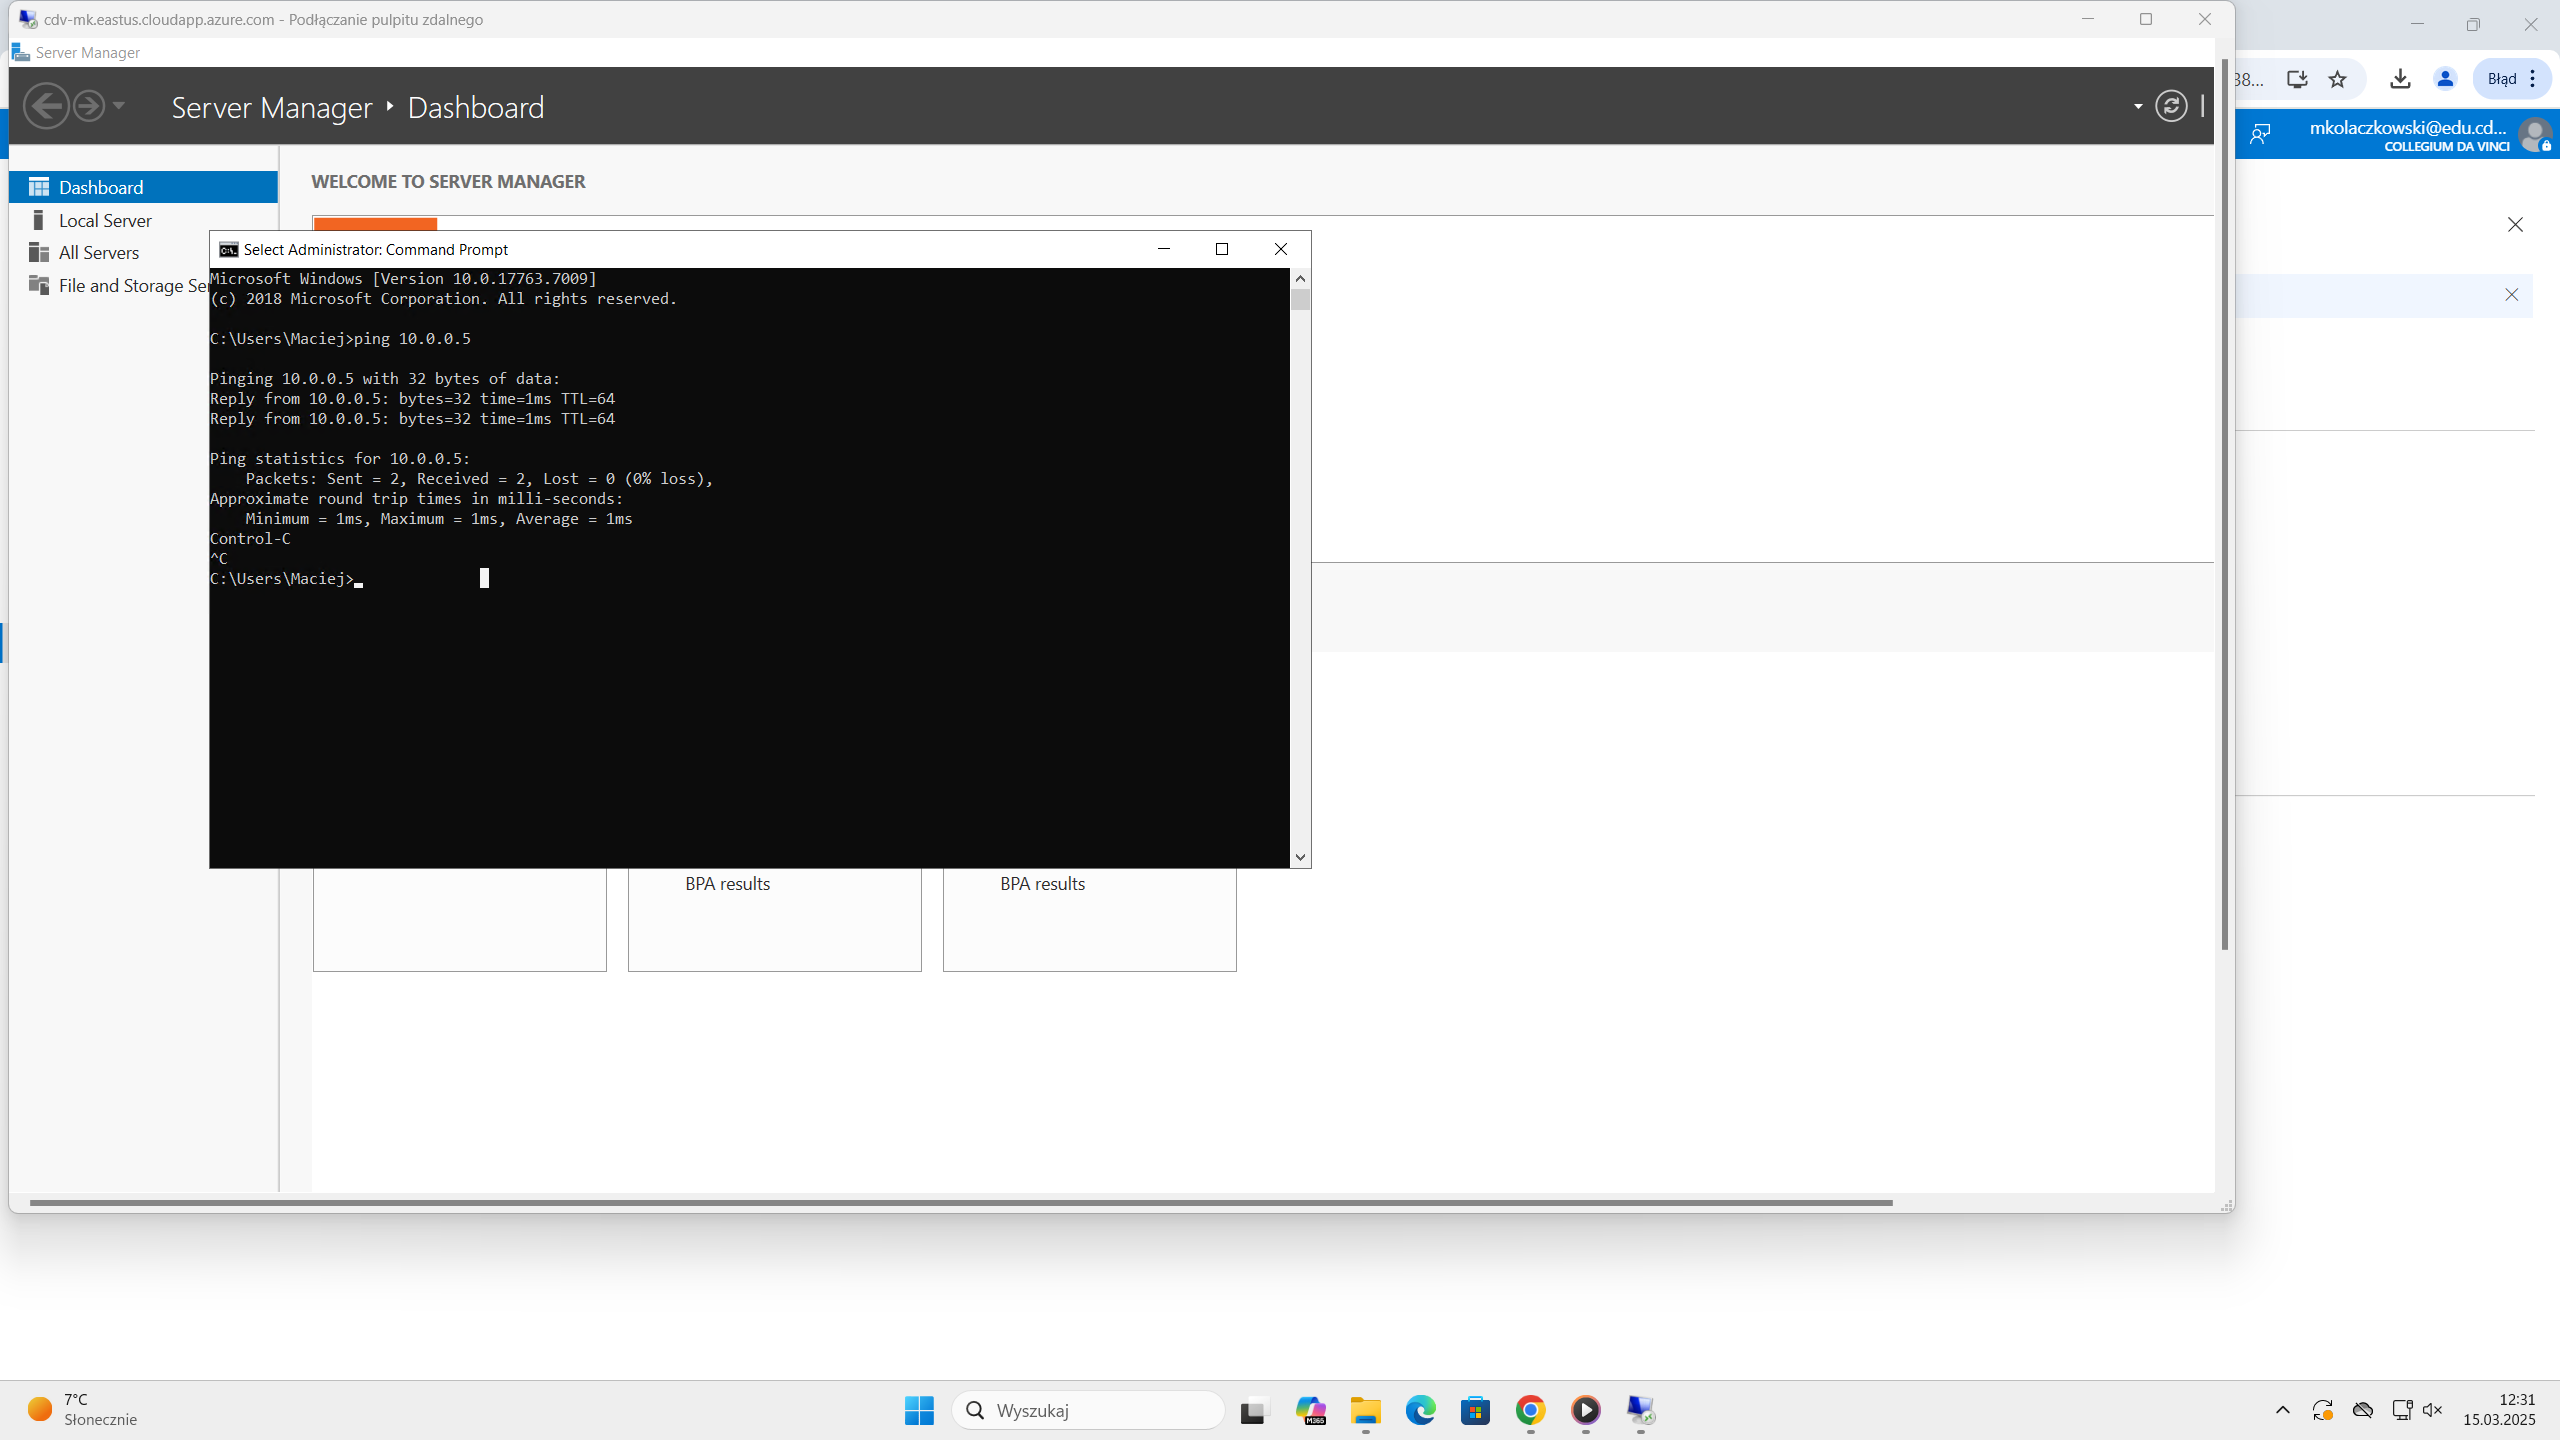 cdv-mk.eastus.cloudapp.azure.com - Podłączanie pulpitu zdalnego
Server Manager
Server Manager Dashboard
38...
Błąd
mkolaczkowski@edu.cd...
COLLEGIUM DA VINCI
Dashboard
Local Server
All Servers
File and Storage Ser
WELCOME TO SERVER MANAGER
Select Administrator: Command Prompt
Microsoft Windows [Version 10.0.17763.7009]
(c) 2018 Microsoft Corporation. All rights reserved.
C:\Users\Maciej>ping 10.0.0.5
Pinging 10.0.0.5 with 32 bytes of data:
Reply from 10.0.0.5: bytes=32 time=1ms TTL=64
Reply from 10.0.0.5: bytes=32 time=1ms TTL=64
Ping statistics for 10.0.0.5:
Packets: Sent = 2, Received = 2, Lost = 0 (0% loss),
Approximate round trip times in milli-seconds:
Minimum = 1ms, Maximum = 1ms, Average = 1ms
Control-C
^C
C:\Users\Maciej>
BPA results
BPA results
7°C
Słonecznie
Wyszukaj
M365
12:31
15.03.2025